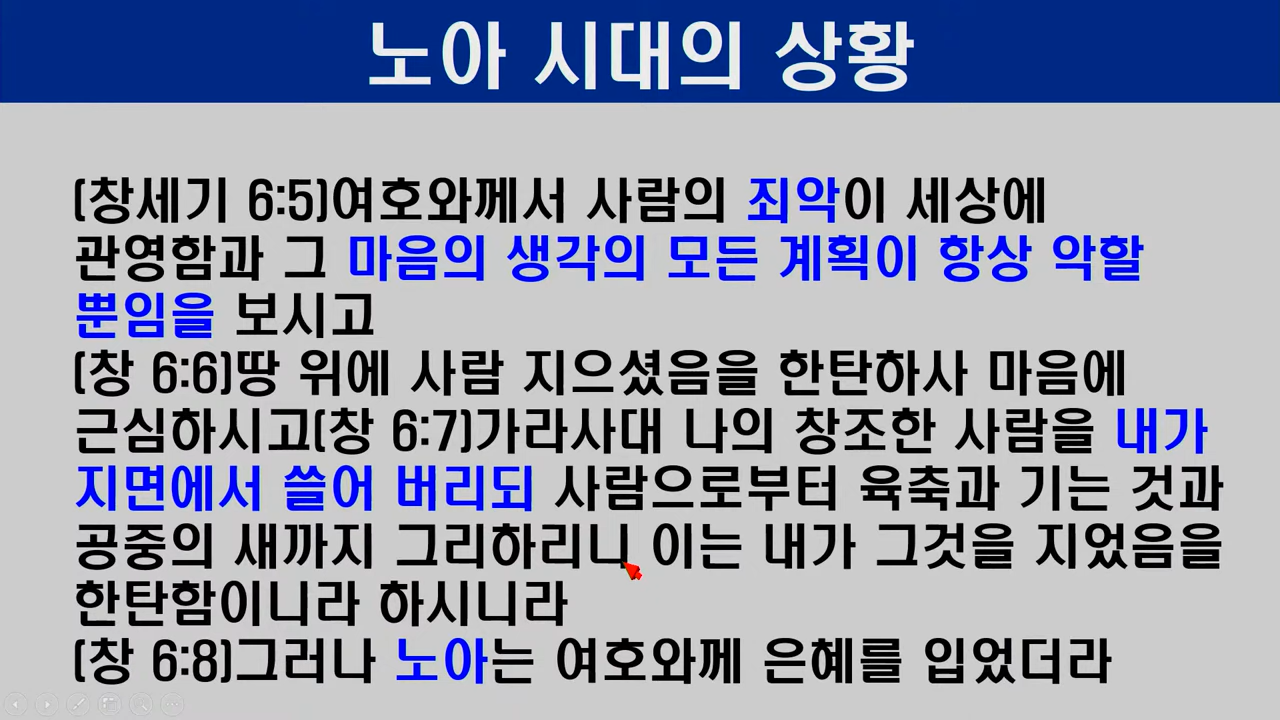 노아 시대의 상황
(창세기 6:5)여호와께서 사람의 죄악이 세상에
관영함과 그 마음의 생각의 모든 계획이 항상 악할
뿐임을 보시고
(창 6:6)땅 위에 사람 지으셨음을 한탄하사 마음에
근심하시고(창 6:7)가라사대 나의 창조한 사람을 내가
지면에서 쓸어 버리되 사람으로부터 육축과 기는 것과
공중의 새까지 그리하리니 이는 내가 그것을 지었음을
한탄함이니라 하시니라
(창 6:8)그러나 노아는 여호와께 은혜를 입었더라